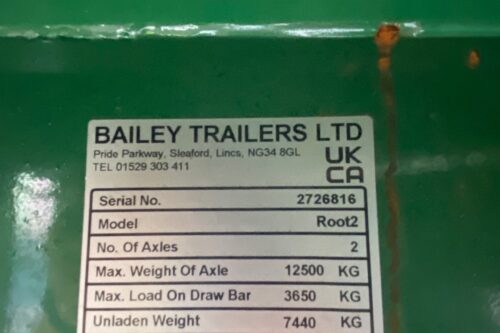 BAILEY TRAILERS LTD
Pride Parkway, Sleaford, Lincs, NG34 8GL
TEL 01529 303 411
UK
CA
Serial No. 2726816
Model Root2
No. Of Axles 2
Max. Weight Of Axle 12500 KG
Max. Load On Draw Bar 3650 KG
Unladen Weight 7440 KG